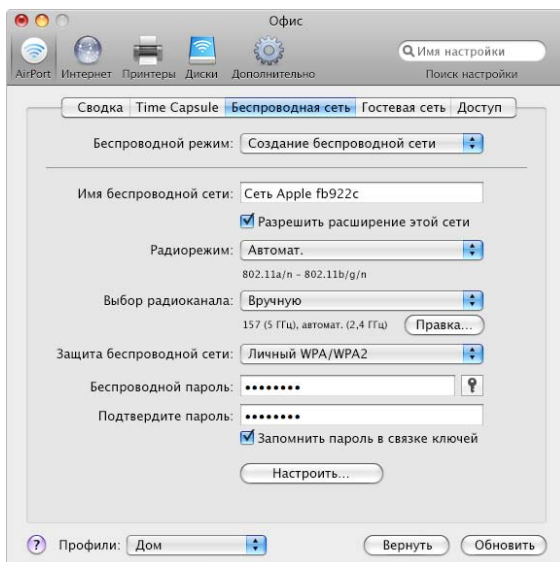 Офис
Имя настройки
AirPort Интернет Принтеры Диски Дополнительно Поиск настройки
Сводка Time Capsule Беспроводная сеть Гостевая сеть Доступ
Беспроводной режим: Создание беспроводной сети
Имя беспроводной сети: Сеть Apple fb922c
Разрешить расширение этой сети
Радиорежим: Автомат.
802.11a/n – 802.11b/g/n
Выбор радиоканала: Вручную
157 (5 ГГц), автомат. (2,4 ГГц) Правка...
Защита беспроводной сети: Личный WPA/WPA2
Беспроводной пароль: ••••••••
Подтвердите пароль: ••••••••
Запомнить пароль в связке ключей
Настроить...
? Профили: Дом Вернуть Обновить